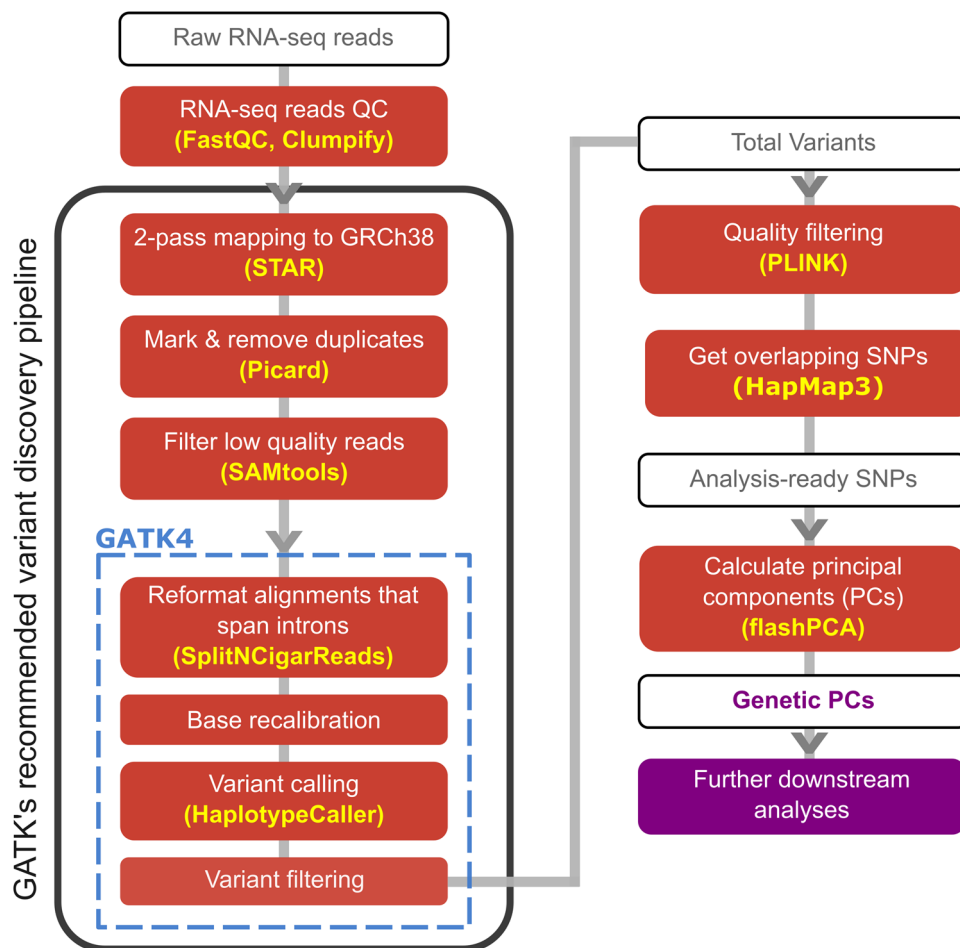 Raw RNA-seq reads
RNA-seq reads QC
(FastQC, Clumpify)
GATK's recommended variant discovery pipeline
2-pass mapping to GRCh38
(STAR)
Mark & remove duplicates
(Picard)
Filter low quality reads
(SAMtools)
GATK4
Reformat alignments that
span introns
(SplitNCigarReads)
Base recalibration
Variant calling
(HaplotypeCaller)
Variant filtering
Total Variants
Quality filtering
(PLINK)
Get overlapping SNPs
(HapMap3)
Analysis-ready SNPs
Calculate principal
components (PCs)
(flashPCA)
Genetic PCs
Further downstream
analyses